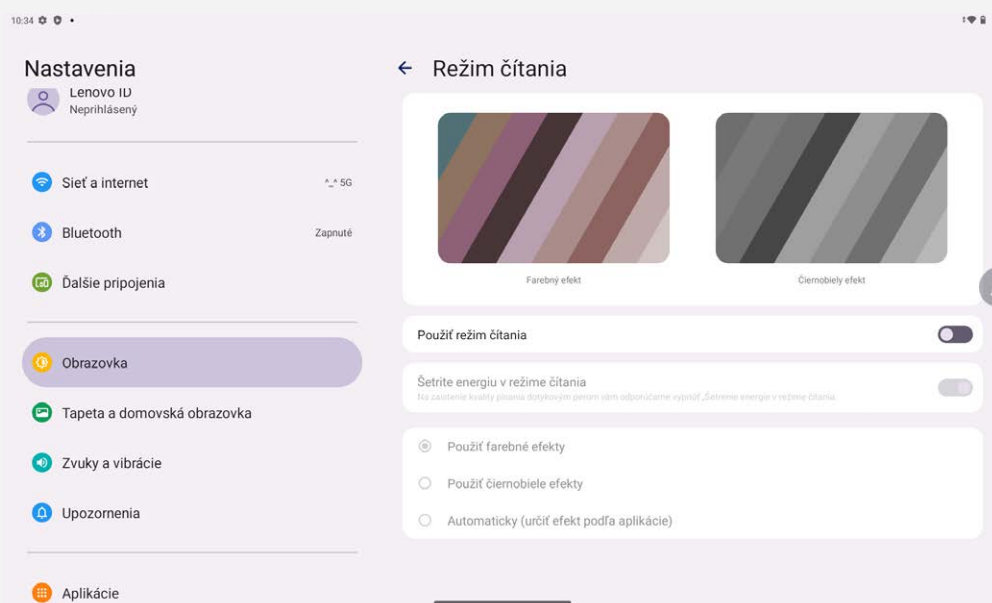 10:34
Nastavenia
Lenovo ID
Neprihlásený
Sieť a internet
^_^ 5G
Bluetooth
Zapnuté
Ďalšie pripojenia
Obrazovka
Tapeta a domovská obrazovka
Zvuky a vibrácie
Upozornenia
Aplikácie
Režim čítania
Farebný efekt
Čiernobiely efekt
Použiť režim čítania
Šetrite energiu v režime čítania
Na zaistenie kvality písania dotykovým perom vám odporúčame vypnúť „Šetrenie energie v režime čítania.
Použiť farebné efekty
Použiť čiernobiele efekty
Automaticky (určiť efekt podľa aplikácie)